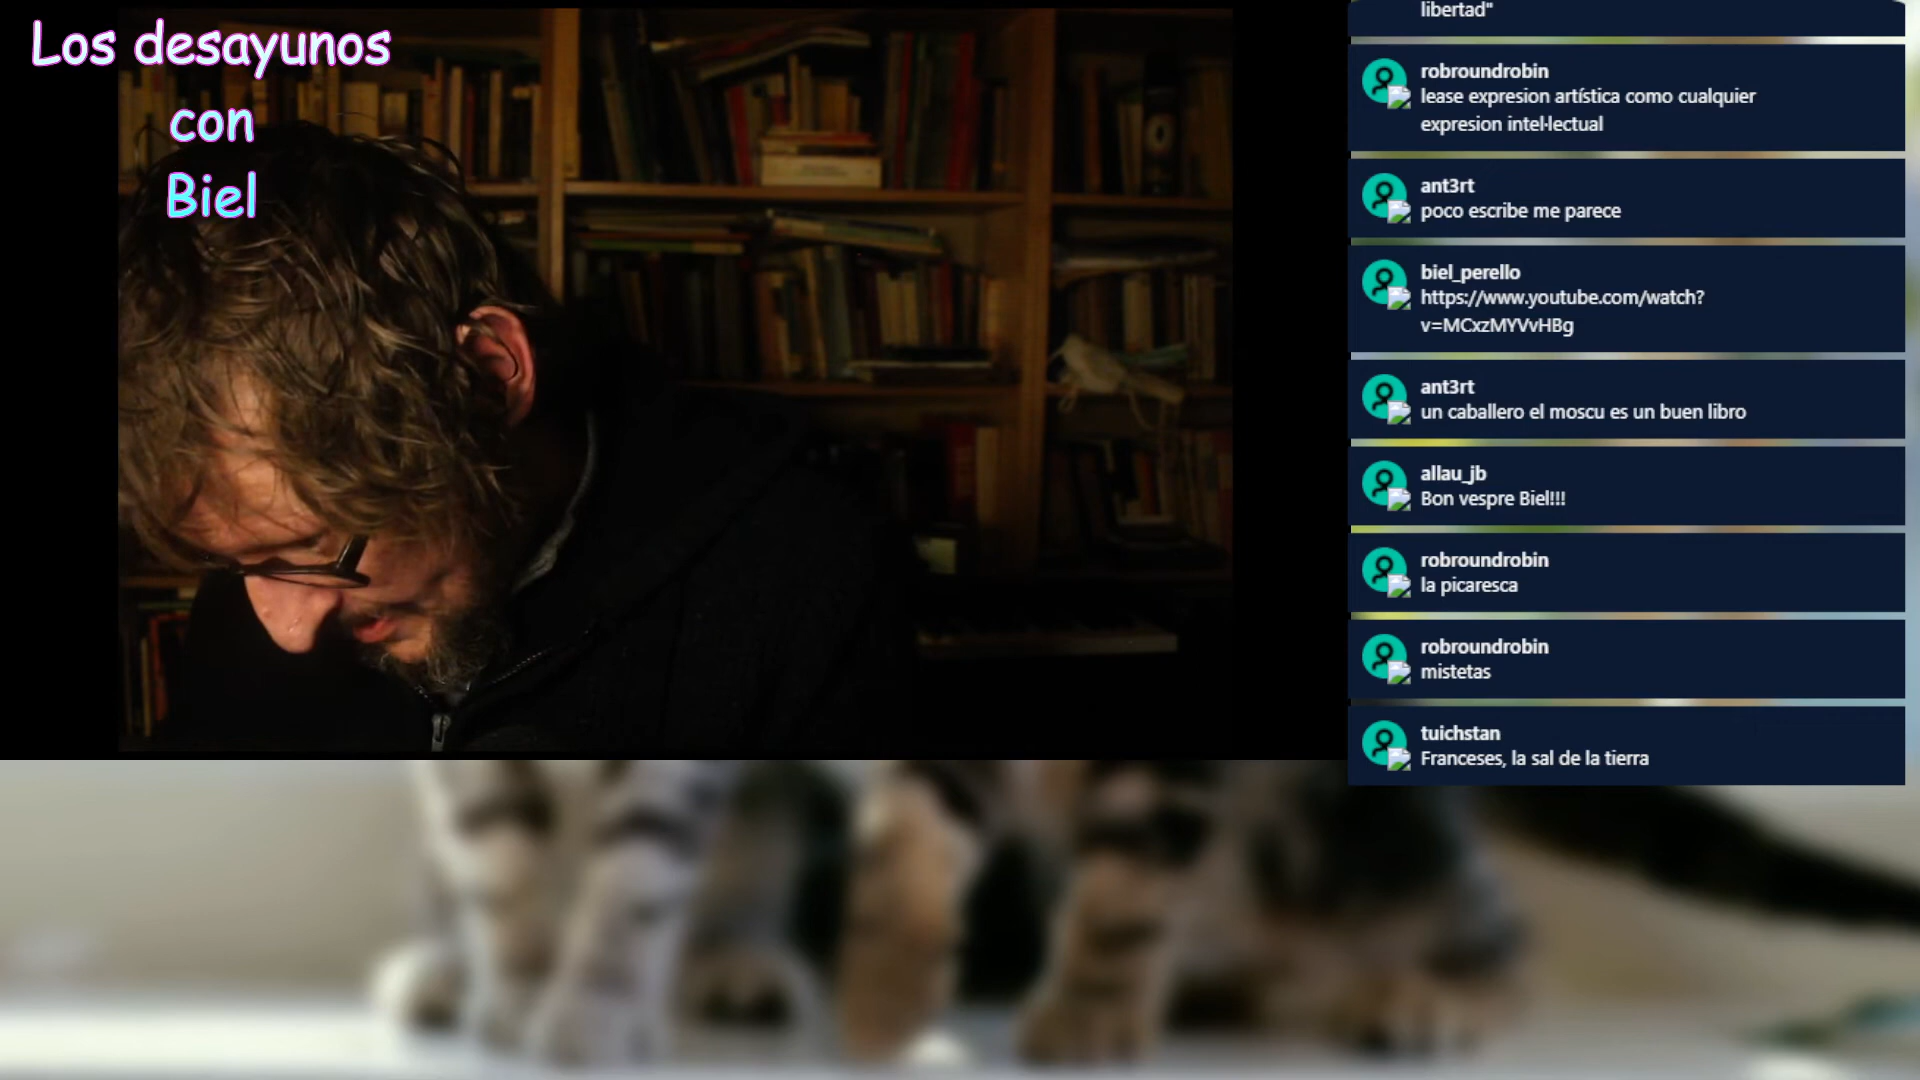 Los desayunos
con
Biel
libertad"
robroundrobin
lease expresion artística como cualquier
expresion intel·lectual
ant3rt
poco escribe me parece
biel_perello
https://www.youtube.com/watch?
v=MCxzMYVvHBg
ant3rt
un caballero el moscu es un buen libro
allau_jb
Bon vespre Biel!!!
robroundrobin
la picaresca
robroundrobin
mistetas
tuichstan
Franceses, la sal de la tierra